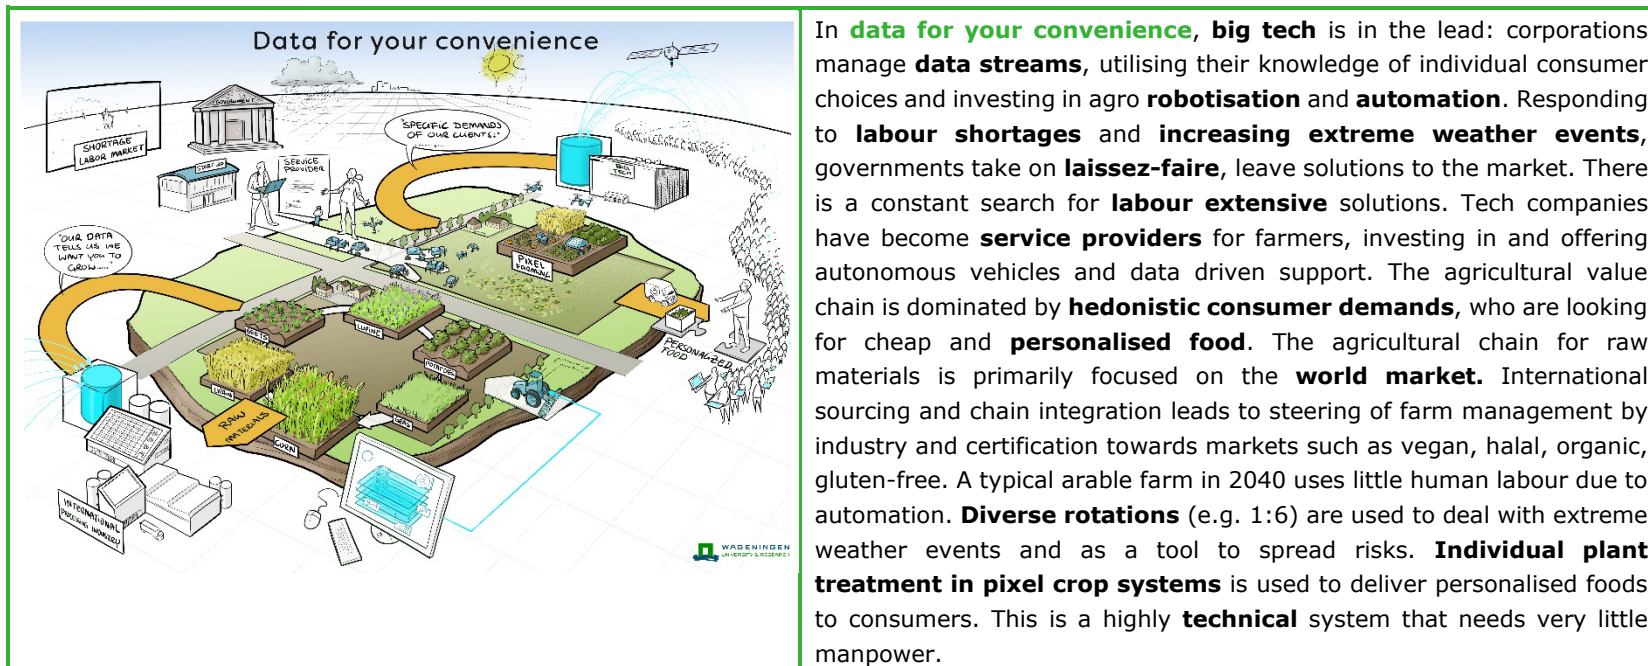 Data for your convenience
SHORTAGE
LABOR MARKET
GOVERNMENT
START UP
SERVICE
PROVIDER
"SPECIFIC DEMANDS
OF OUR CLIENTS."
BIG
TECH
"OUR DATA
TELLS US WE
WANT YOU TO
GROW....."
PIXEL
FARMING
LUPINE
POTATOES
PERSONALIZED
FOOD
RAW
MATERIALS
CORN
GRAS
INTERNATIONAL
WAGENINGEN
UNIVERSITY & RESEARCH
In data for your convenience, big tech is in the lead: corporations
manage data streams, utilising their knowledge of individual consumer
choices and investing in agro robotisation and automation. Responding
to labour shortages and increasing extreme weather events,
governments take on laissez-faire, leave solutions to the market. There
is a constant search for labour extensive solutions. Tech companies
have become service providers for farmers, investing in and offering
autonomous vehicles and data driven support. The agricultural value
chain is dominated by hedonistic consumer demands, who are looking
for cheap and personalised food. The agricultural chain for raw
materials is primarily focused on the world market. International
sourcing and chain integration leads to steering of farm management by
industry and certification towards markets such as vegan, halal, organic,
gluten-free. A typical arable farm in 2040 uses little human labour due to
automation. Diverse rotations (e.g. 1:6) are used to deal with extreme
weather events and as a tool to spread risks. Individual plant
treatment in pixel crop systems is used to deliver personalised foods
to consumers. This is a highly technical system that needs very little
manpower.